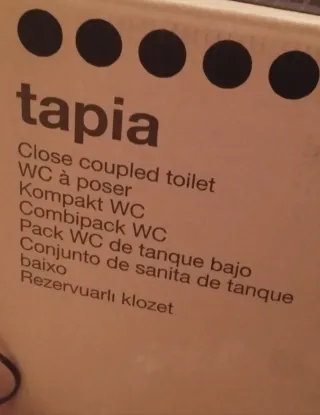 tapia
Close coupled toilet
WC à poser
Kompakt WC
Combipack WC
Pack WC de tanque bajo
Conjunto de sanita de tanque
baixo
Rezervuarlı klozet